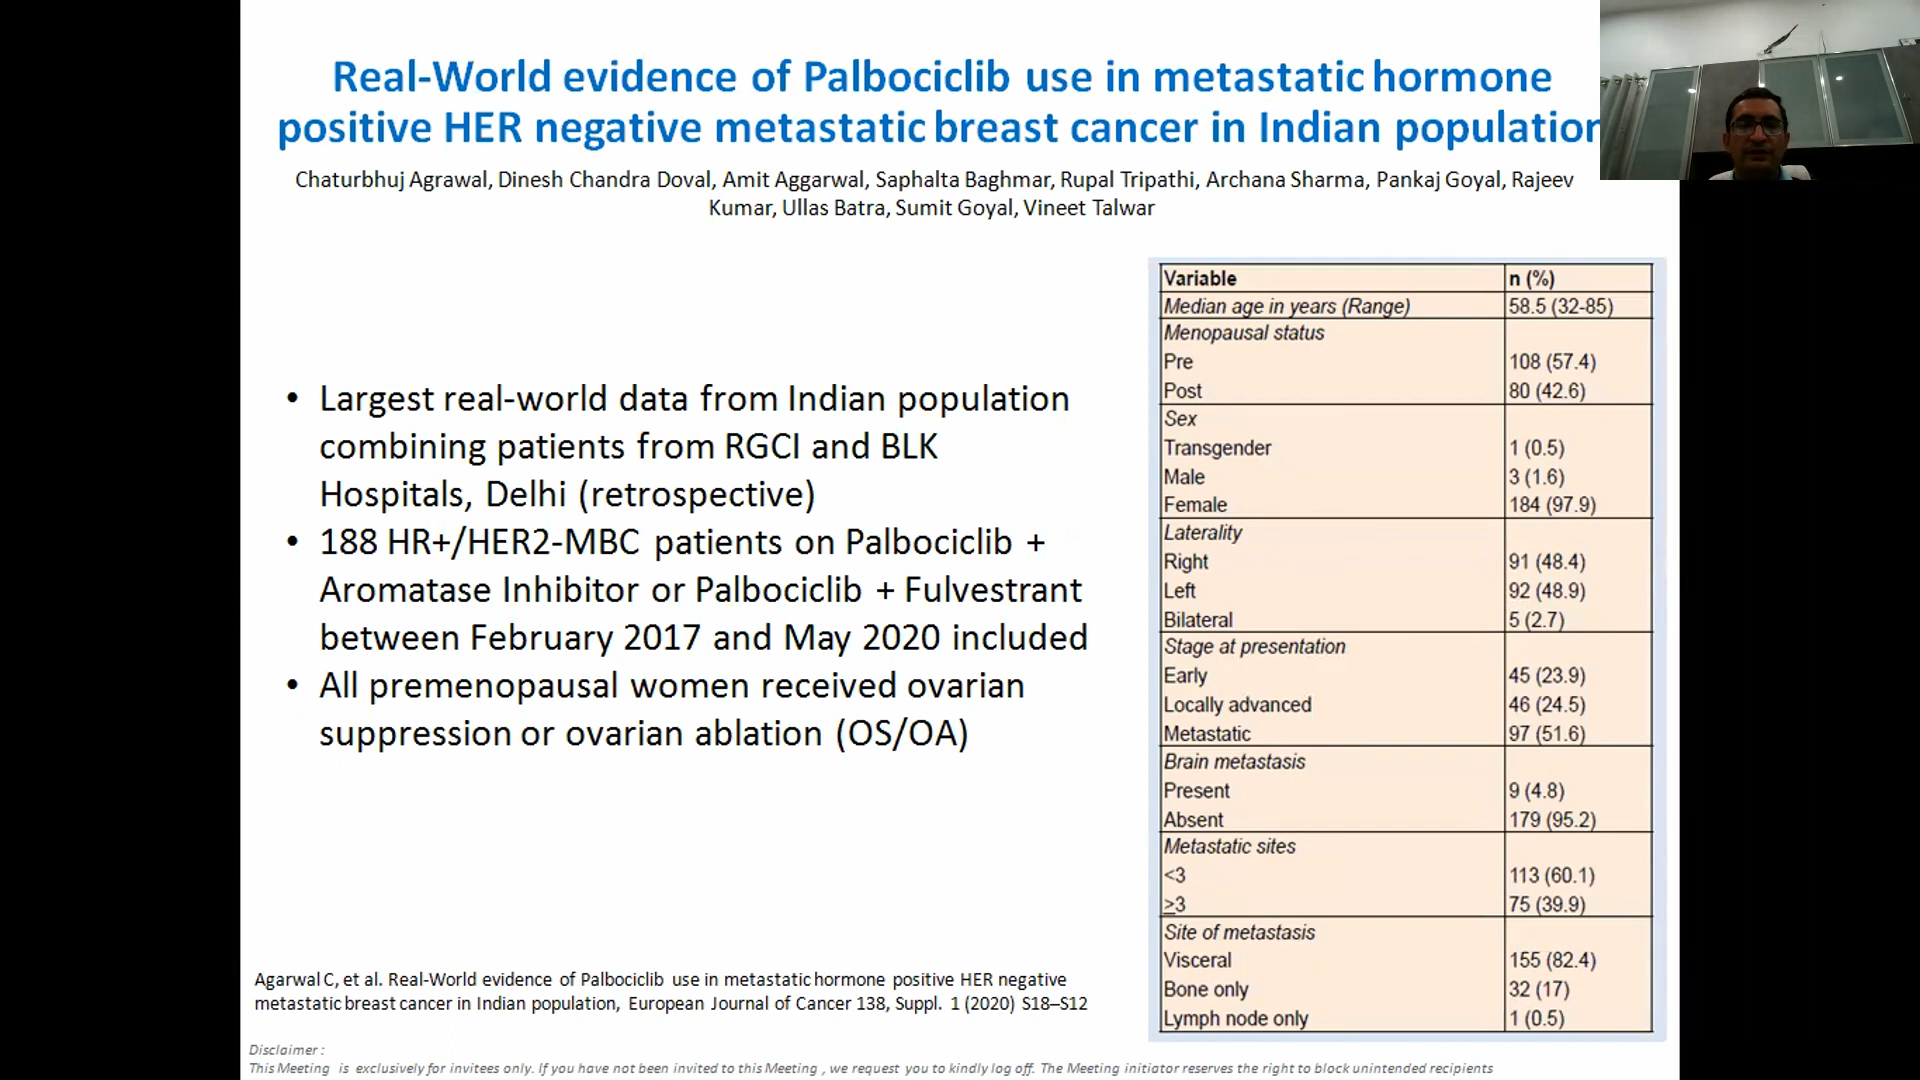 Real-World evidence of Palbociclib use in metastatic hormone
positive HER negative metastatic breast cancer in Indian population
Chaturbhuj Agrawal, Dinesh Chandra Doval, Amit Aggarwal, Saphalta Baghmar, Rupal Tripathi, Archana Sharma, Pankaj Goyal, Rajeev
Kumar, Ullas Batra, Sumit Goyal, Vineet Talwar
• Largest real-world data from Indian population
combining patients from RGCI and BLK
Hospitals, Delhi (retrospective)
• 188 HR+/HER2-MBC patients on Palbociclib +
Aromatase Inhibitor or Palbociclib + Fulvestrant
between February 2017 and May 2020 included
• All premenopausal women received ovarian
suppression or ovarian ablation (OS/OA)
Variable n (%)
Median age in years (Range) 58.5 (32-85)
Menopausal status
Pre 108 (57.4)
Post 80 (42.6)
Sex
Transgender 1 (0.5)
Male 3 (1.6)
Female 184 (97.9)
Laterality
Right 91 (48.4)
Left 92 (48.9)
Bilateral 5 (2.7)
Stage at presentation
Early 45 (23.9)
Locally advanced 46 (24.5)
Metastatic 97 (51.6)
Brain metastasis
Present 9 (4.8)
Absent 179 (95.2)
Metastatic sites
<3 113 (60.1)
≥3 75 (39.9)
Site of metastasis
Visceral 155 (82.4)
Bone only 32 (17)
Lymph node only 1 (0.5)
Agarwal C, et al. Real-World evidence of Palbociclib use in metastatic hormone positive HER negative
metastatic breast cancer in Indian population, European Journal of Cancer 138, Suppl. 1 (2020) S18–S12
Disclaimer :
This Meeting is exclusively for invitees only. If you have not been invited to this Meeting , we request you to kindly log off. The Meeting initiator reserves the right to block unintended recipients